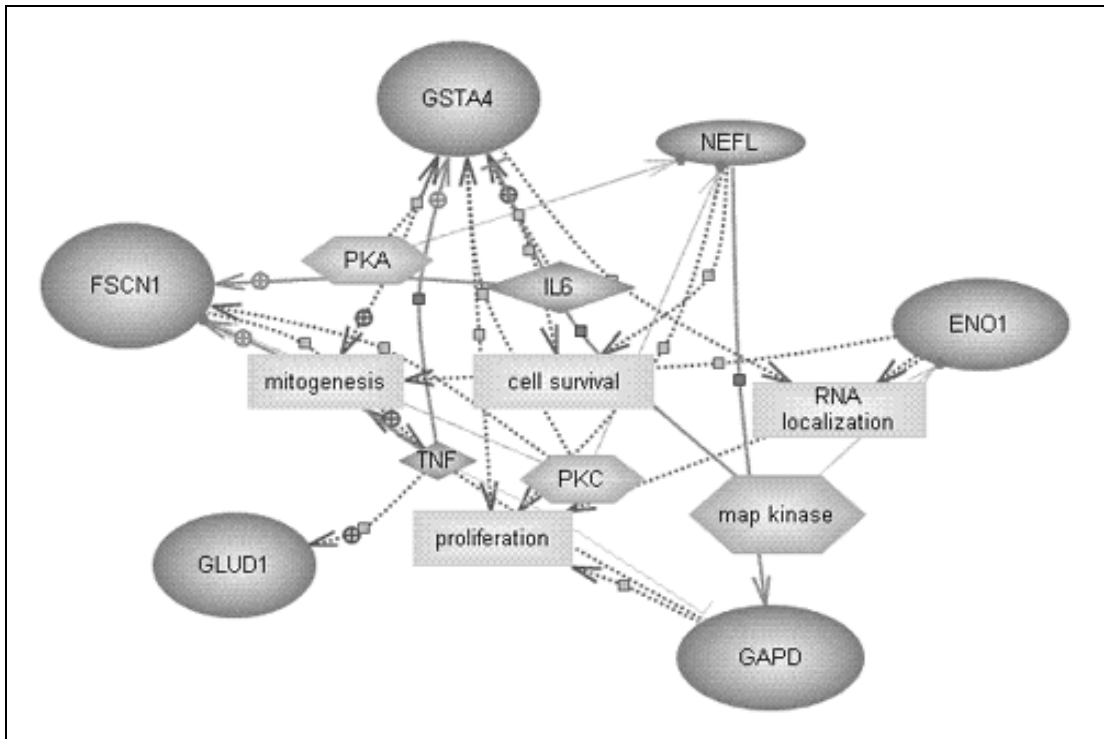 GSTA4
NEFL
PKA
FSCN1
IL6
ENO1
mitogenesis
cell survival
RNA
localization
TNF
PKC
map kinase
proliferation
GLUD1
GAPD